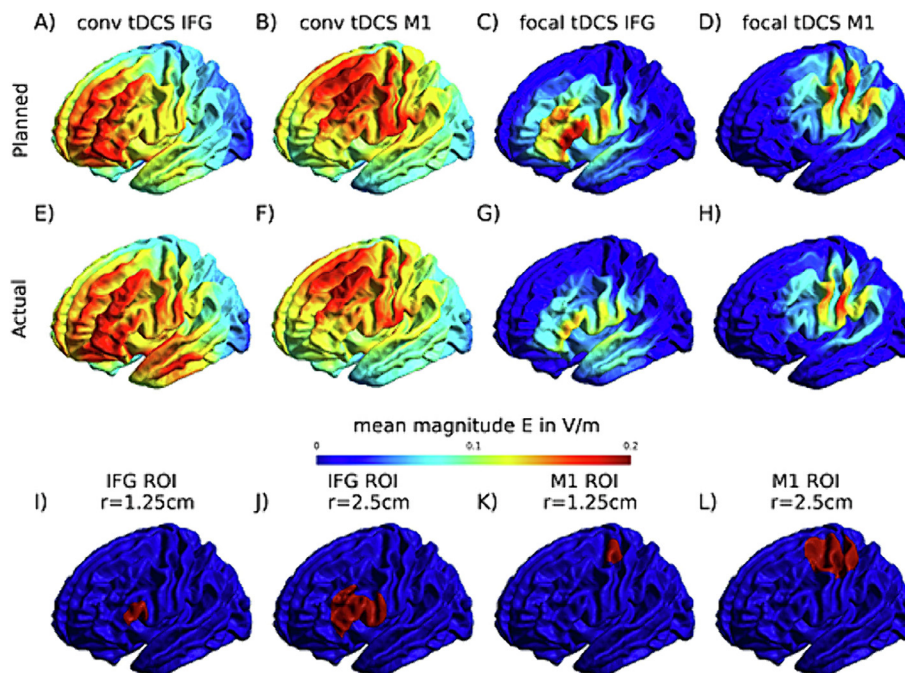 A) conv tDCS IFG B) conv tDCS M1 C) focal tDCS IFG D) focal tDCS M1
Planned
E) F) G) H)
Actual
mean magnitude E in V/m
0 0.1 0.2
IFG ROI IFG ROI M1 ROI M1 ROI
I) r=1.25cm J) r=2.5cm K) r=1.25cm L) r=2.5cm